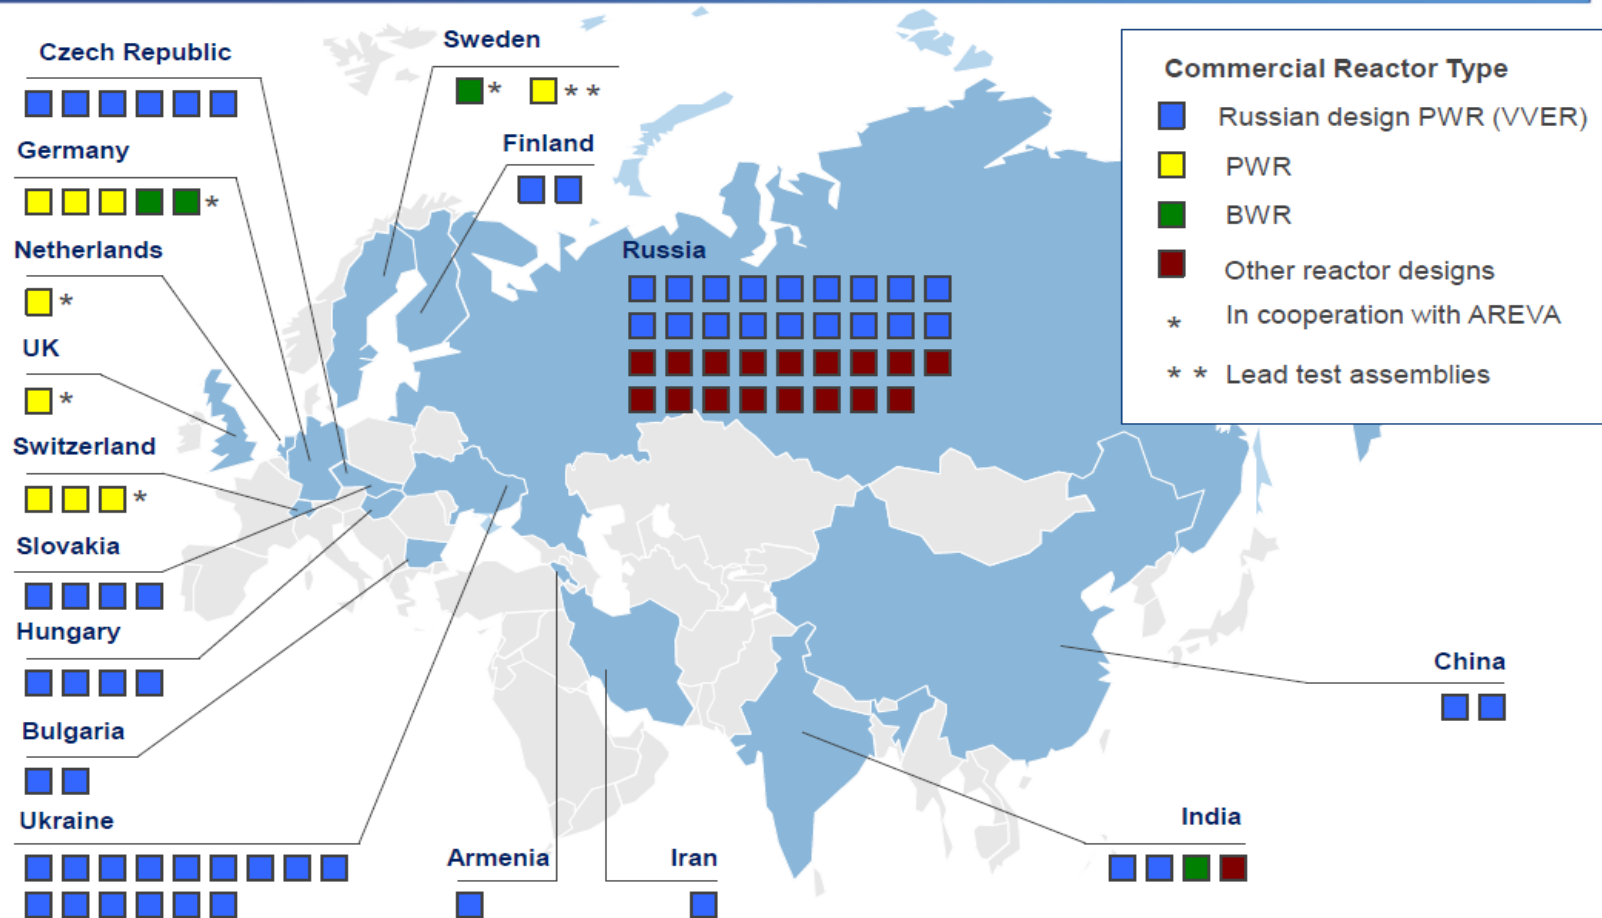 Czech Republic
Germany
*
Netherlands
*
UK
*
Switzerland
*
Slovakia
Hungary
Bulgaria
Ukraine
Sweden
* * *
Finland
Russia
Armenia
Iran
India
China
Commercial Reactor Type
Russian design PWR (VVER)
PWR
BWR
Other reactor designs
* In cooperation with AREVA
* * Lead test assemblies